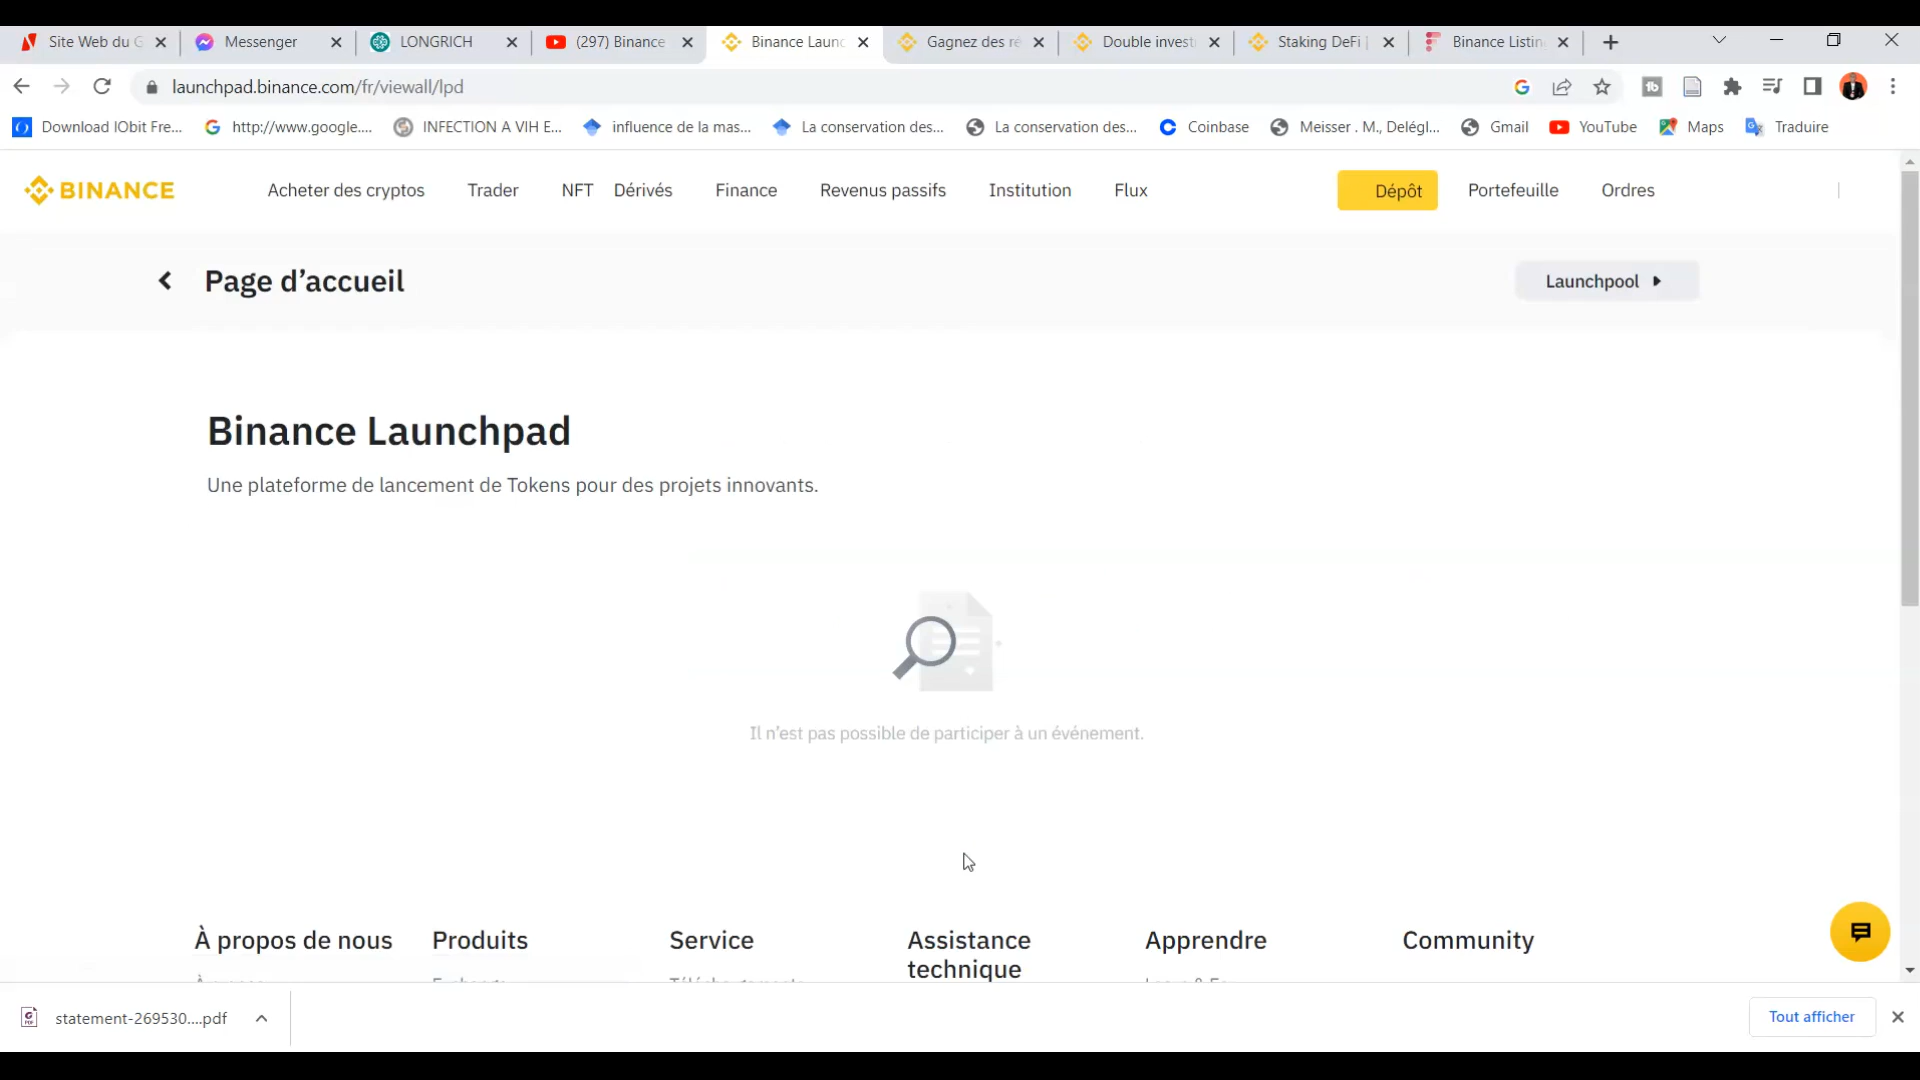 Site Web du G
Messenger
LONGRICH
(297) Binance
Binance Launc
Gagnez des ré
Double invest
Staking DeFi |
Binance Listin
launchpad.binance.com/fr/viewall/lpd
Download IObit Fre...
http://www.google....
INFECTION A VIH E...
influence de la mas...
La conservation des...
La conservation des...
Coinbase
Meisser . M., Delégl...
Gmail
YouTube
Maps
Traduire
BINANCE
Acheter des cryptos
Trader
NFT
Dérivés
Finance
Revenus passifs
Institution
Flux
Dépôt
Portefeuille
Ordres
Page d’accueil
Launchpool
Binance Launchpad
Une plateforme de lancement de Tokens pour des projets innovants.
Il n’est pas possible de participer à un événement.
À propos de nous
Produits
Service
Assistance
technique
Apprendre
Community
statement-269530....pdf
Tout afficher